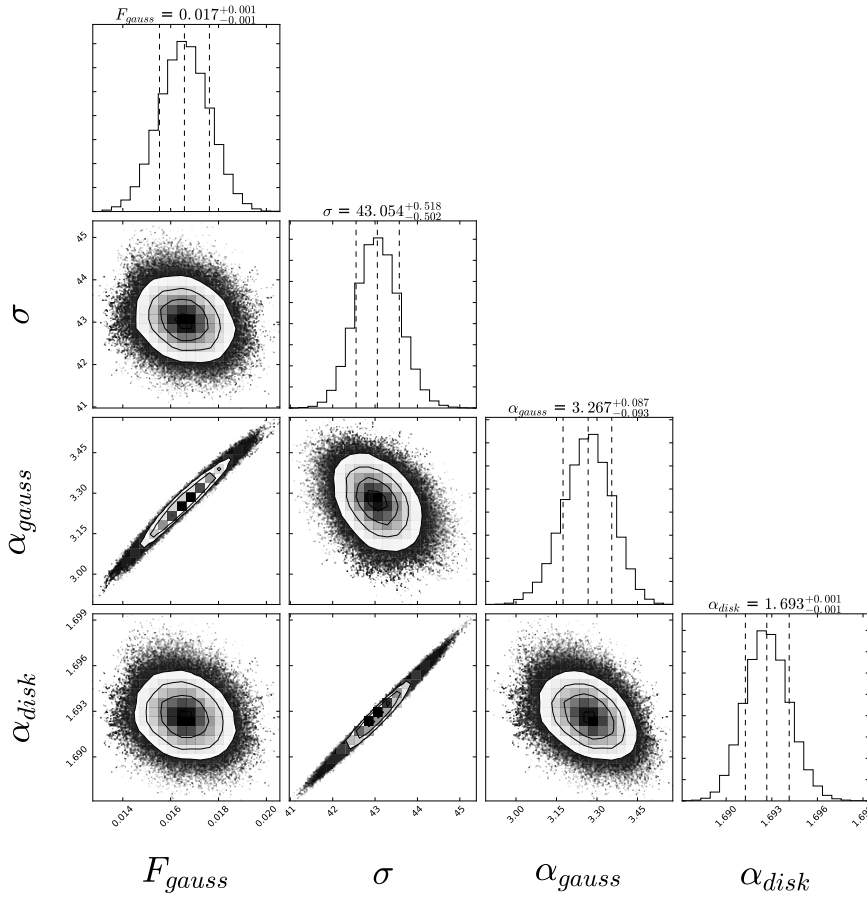 F_gauss = 0.017 +0.001 −0.001
45 44 43 42 41
σ
σ = 43.054 +0.518 −0.502
3.45 3.30 3.15 3.00
α_gauss
α_gauss = 3.267 +0.087 −0.093
1.699 1.696 1.693 1.690
α_disk
α_disk = 1.693 +0.001 −0.001
0.014 0.016 0.018 0.020 41 42 43 44 45 3.00 3.15 3.30 3.45 1.690 1.693 1.696
F_gauss σ α_gauss α_disk